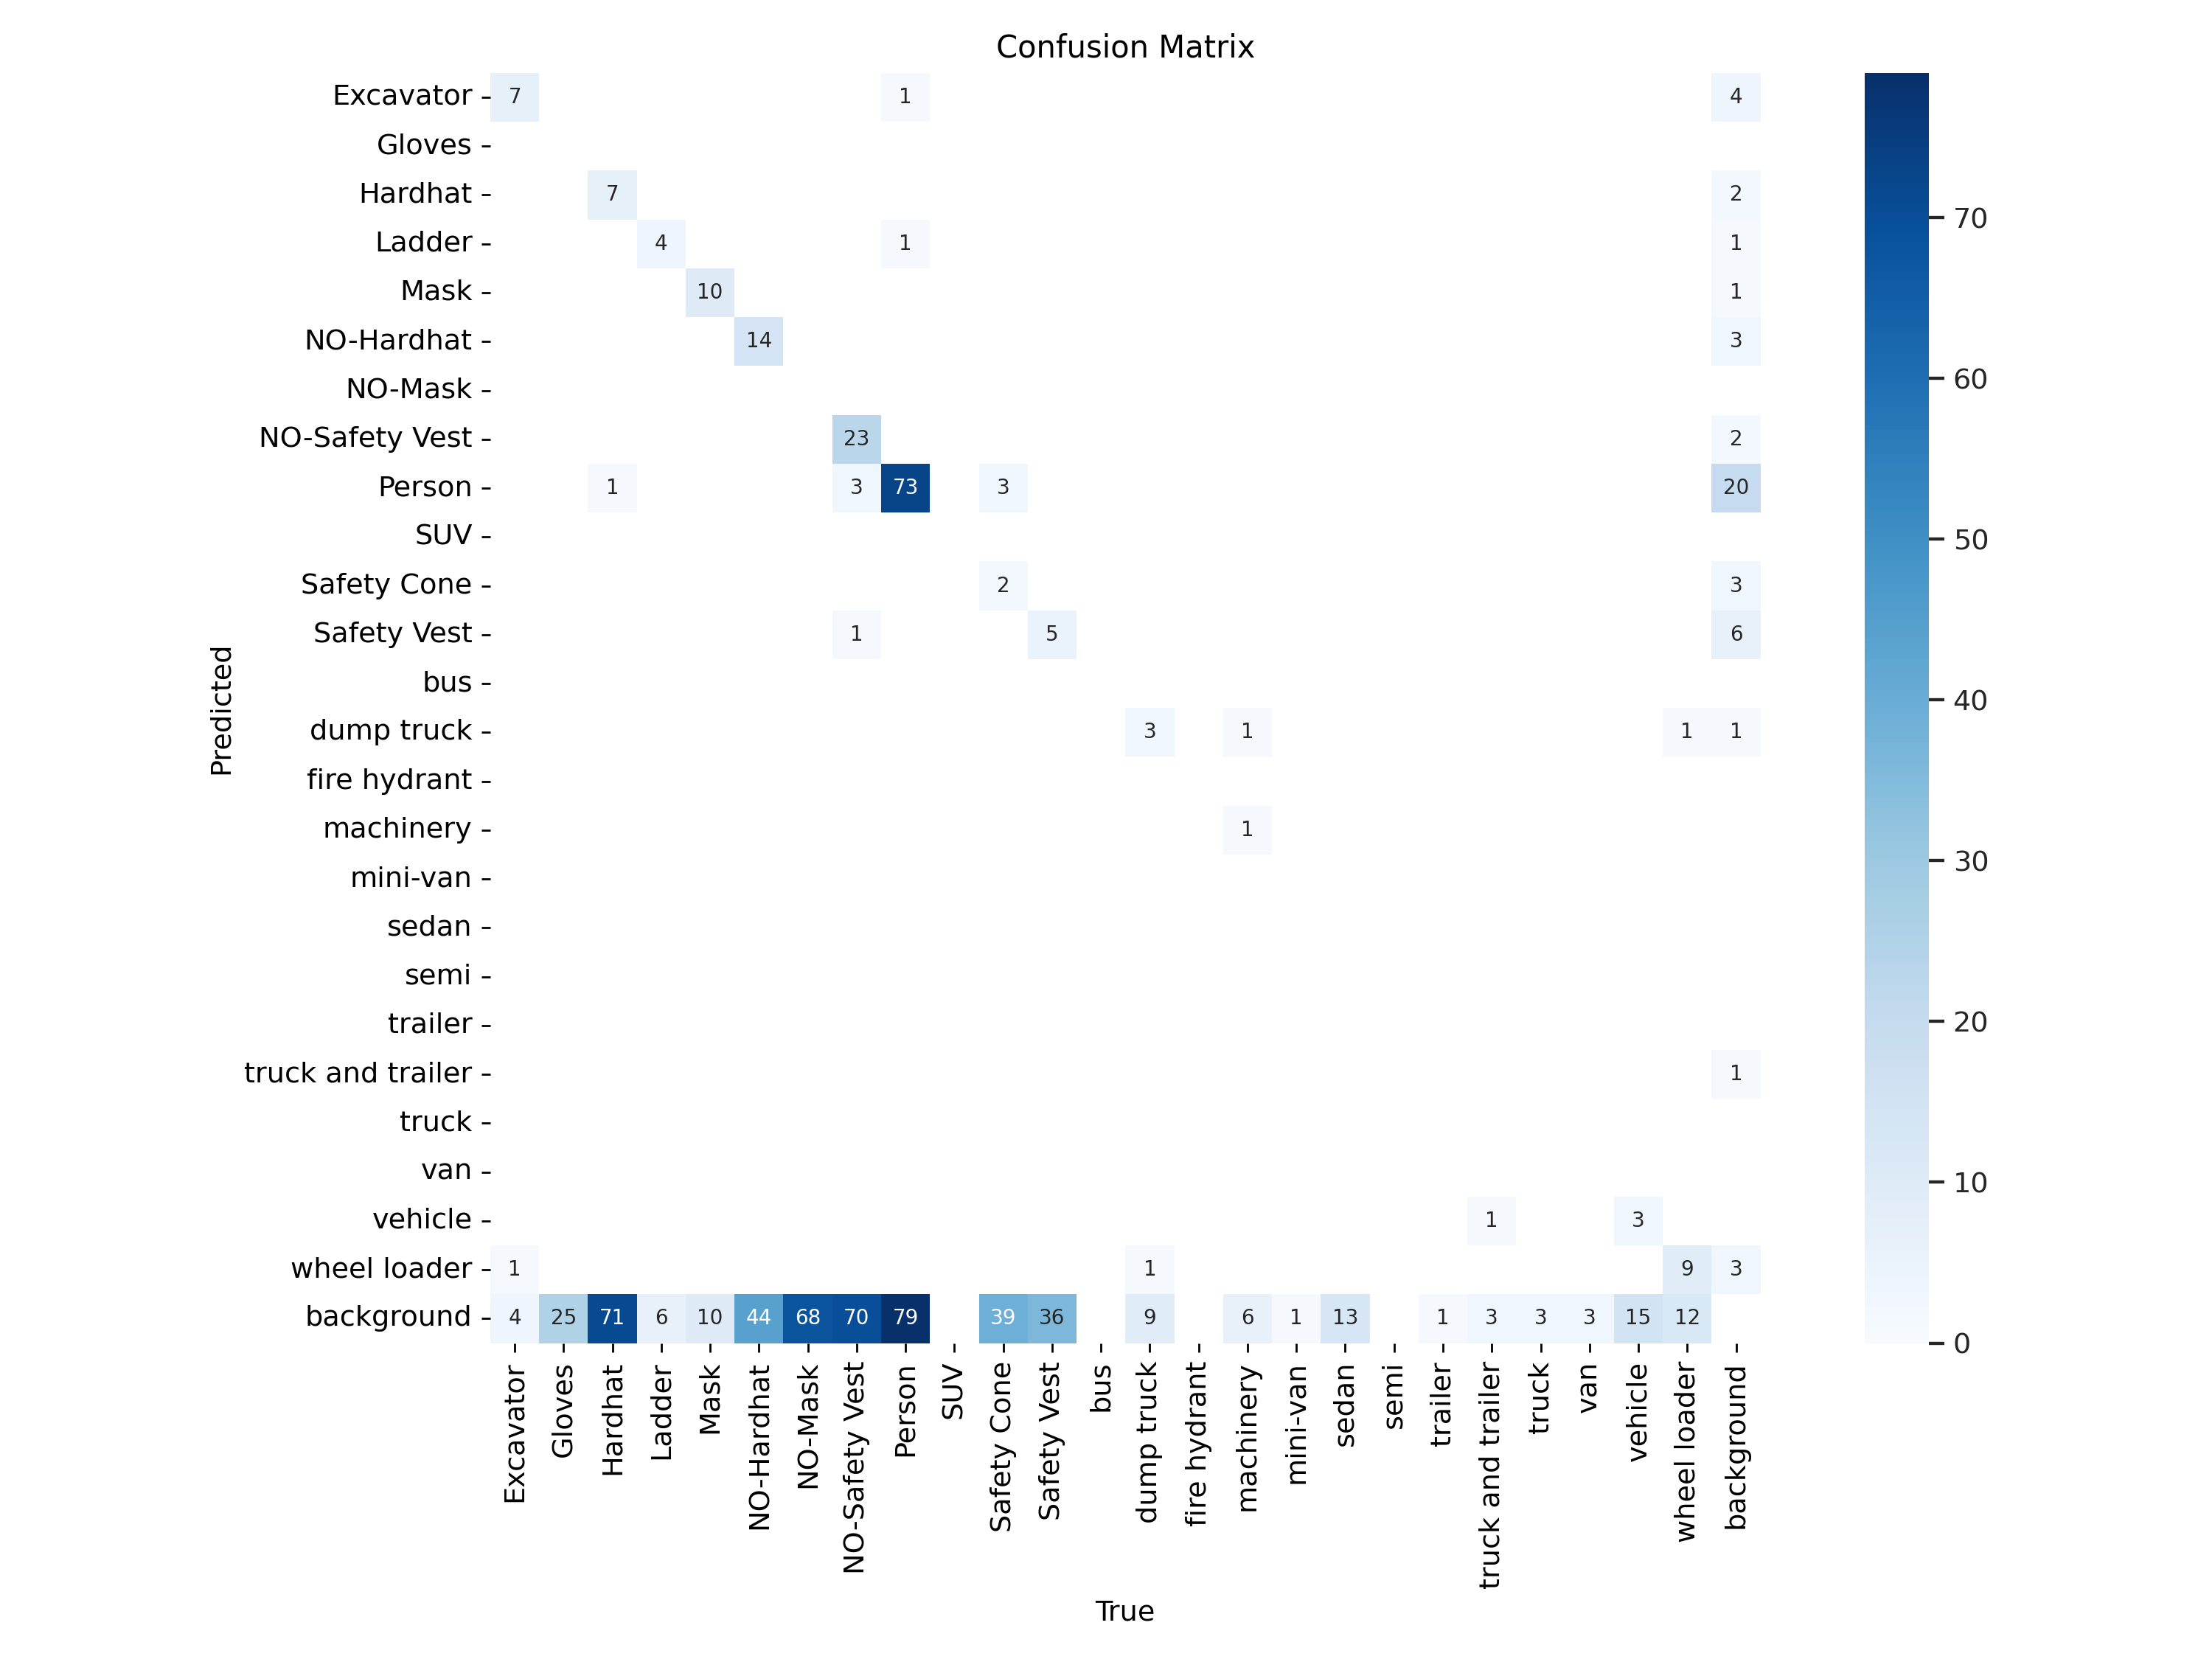 Confusion Matrix
Excavator 7 1 4
Gloves
Hardhat 7 2
70
Ladder 4 1 1
Mask 10 1
NO-Hardhat 14 3
60
NO-Mask
NO-Safety Vest 23 2
Person 1 3 73 3 20
SUV
50
Safety Cone 2 3
Safety Vest 1 5 6
Predicted
bus
40
dump truck 3 1 1 1
fire hydrant
machinery 1
30
mini-van
sedan
semi
20
trailer
truck and trailer 1
truck
van
10
vehicle 1 3
wheel loader 1 1 9 3
background 4 25 71 6 10 44 68 70 79 39 36 9 6 1 13 1 3 3 3 15 12
0
Excavator
Gloves
Hardhat
Ladder
Mask
NO-Hardhat
NO-Mask
NO-Safety Vest
Person
SUV
Safety Cone
Safety Vest
bus
dump truck
fire hydrant
machinery
mini-van
sedan
semi
trailer
truck and trailer
truck
van
vehicle
wheel loader
background
True